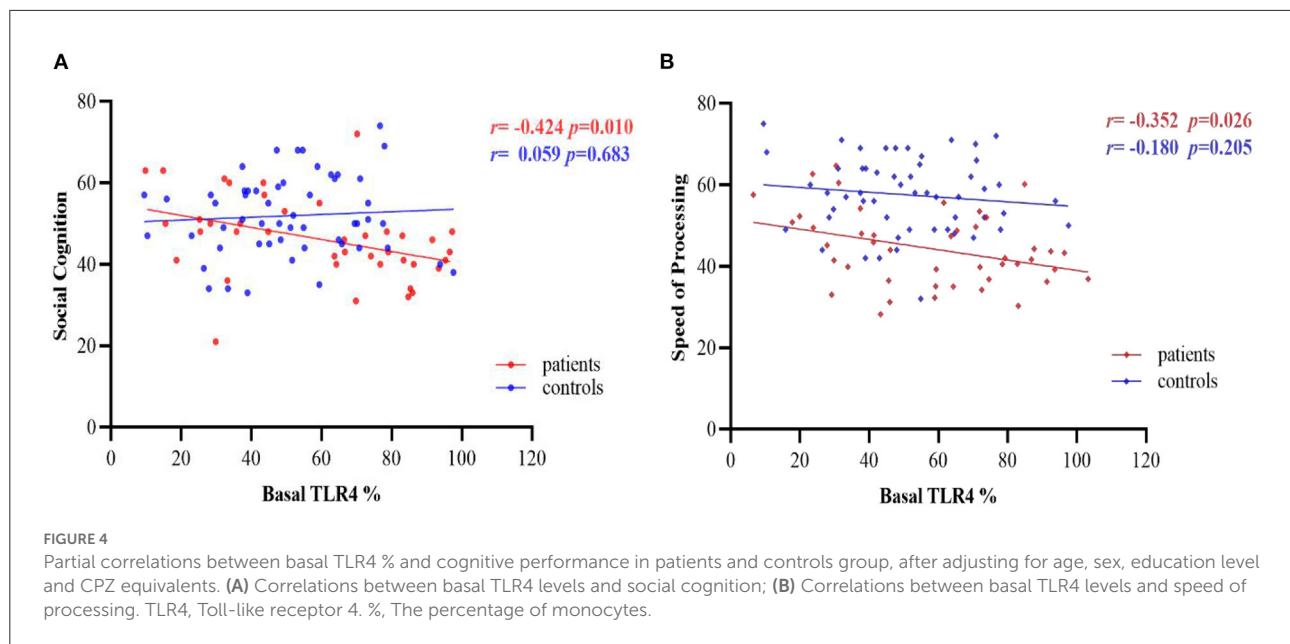 A
80
60
40
20
0
Social Cognition
r= -0.424 p=0.010
r= 0.059 p=0.683
patients
controls
0 20 40 60 80 100 120
Basal TLR4 %
B
80
60
40
20
0
Speed of Processing
r= -0.352 p=0.026
r= -0.180 p=0.205
patients
controls
0 20 40 60 80 100 120
Basal TLR4 %
FIGURE 4
Partial correlations between basal TLR4 % and cognitive performance in patients and controls group, after adjusting for age, sex, education level
and CPZ equivalents. (A) Correlations between basal TLR4 levels and social cognition; (B) Correlations between basal TLR4 levels and speed of
processing. TLR4, Toll-like receptor 4. %, The percentage of monocytes.